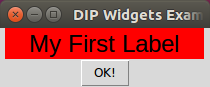 DIP Widgets Exam
My First Label
OK!